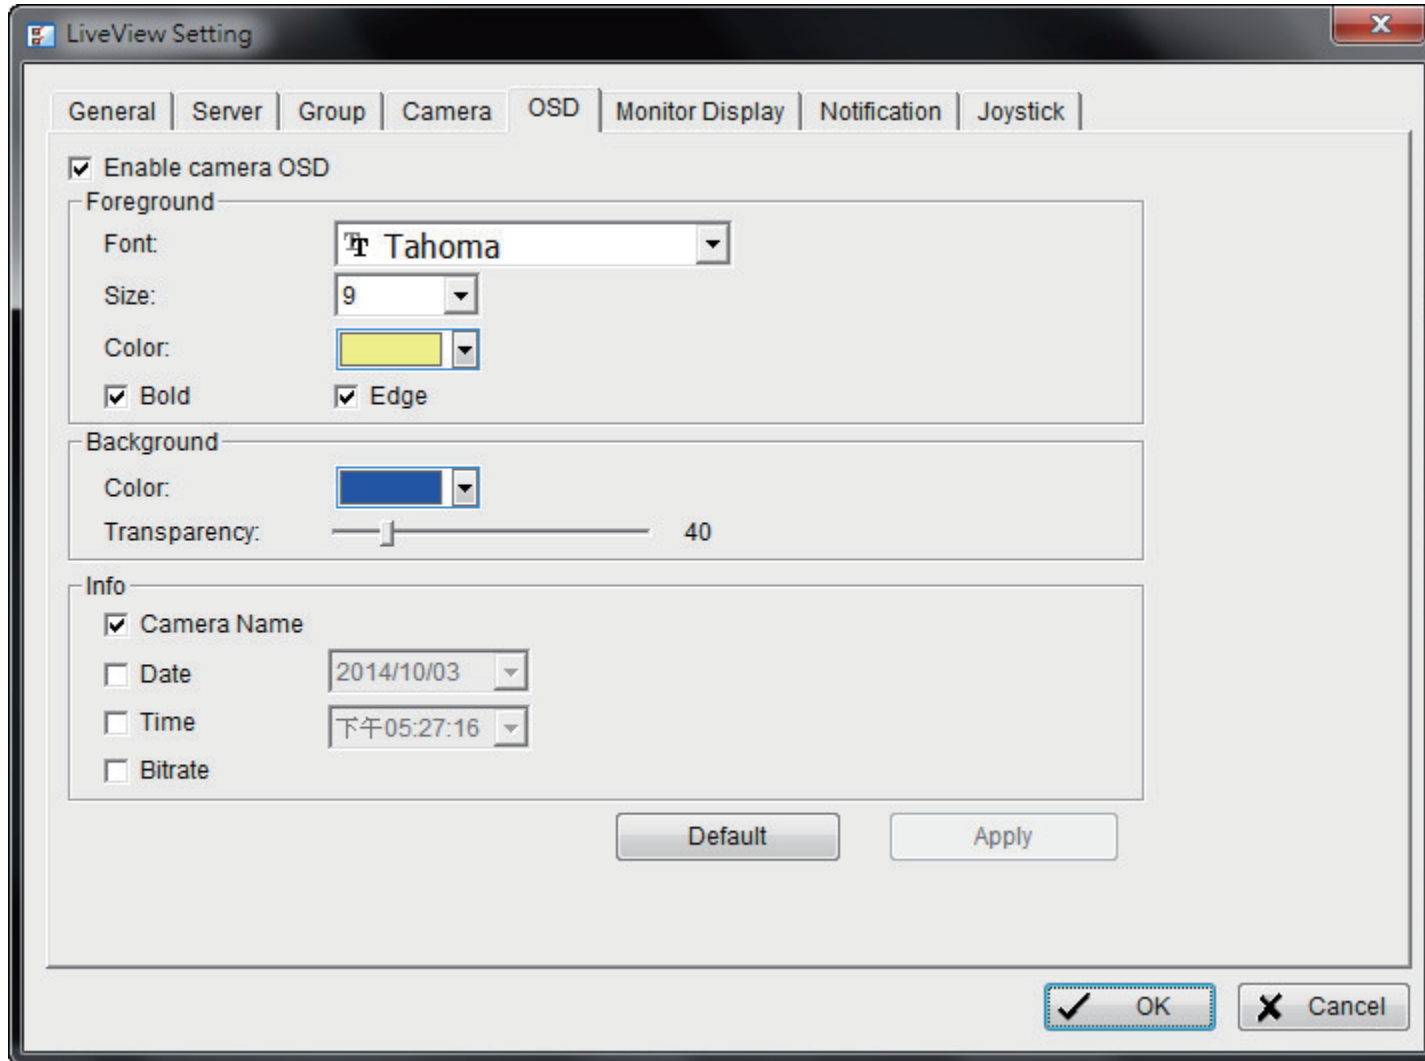 LiveView Setting
General Server Group Camera OSD Monitor Display Notification Joystick
Enable camera OSD
Foreground
Font: Tahoma
Size: 9
Color:
Bold Edge
Background
Color:
Transparency: 40
Info
Camera Name
Date 2014/10/03
Time 下午05:27:16
Bitrate
Default Apply
OK Cancel